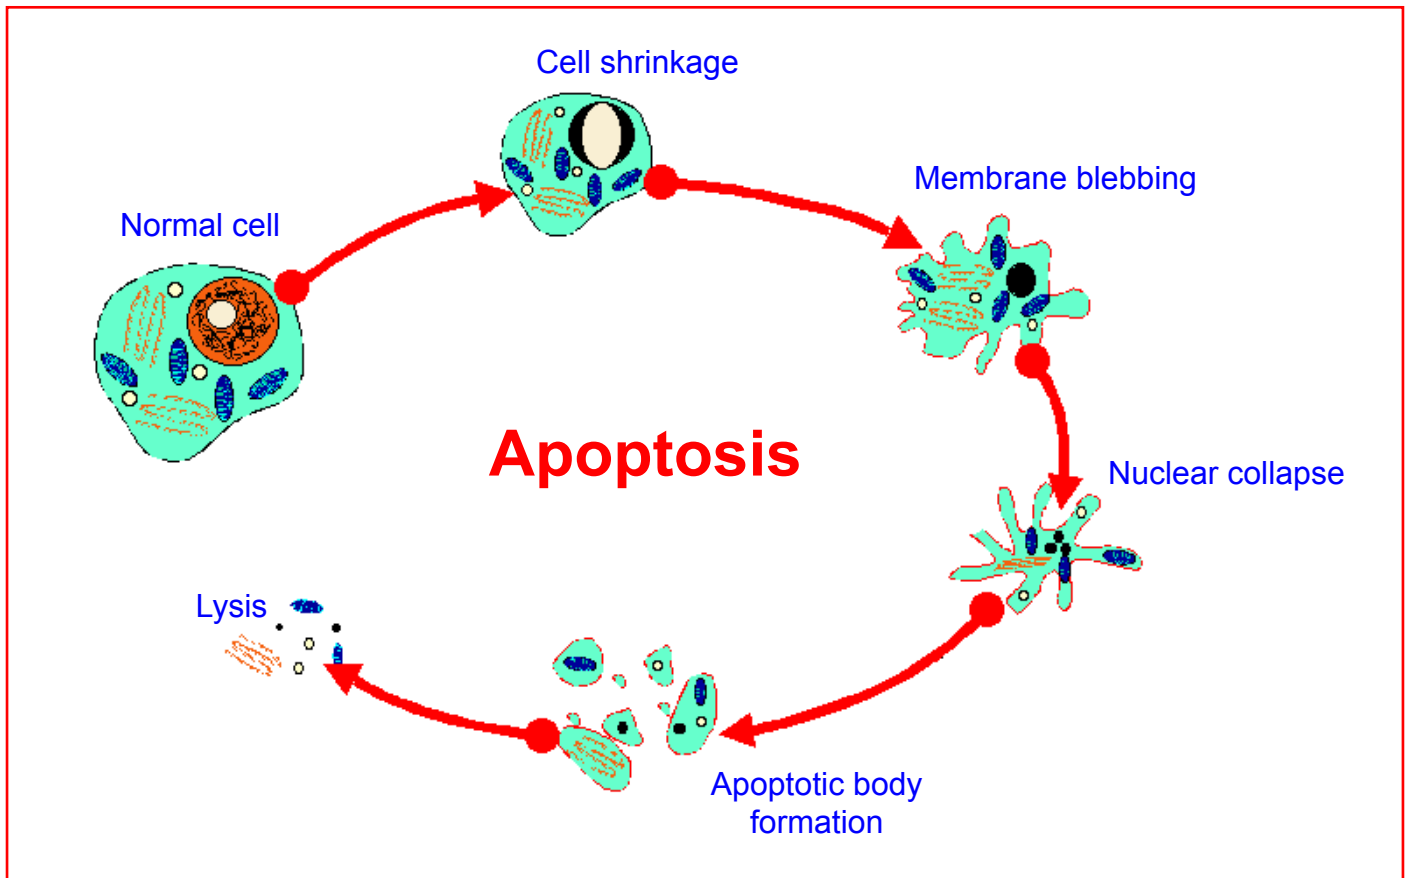 Cell shrinkage
Membrane blebbing
Normal cell
Apoptosis
Nuclear collapse
Lysis
Apoptotic body
formation